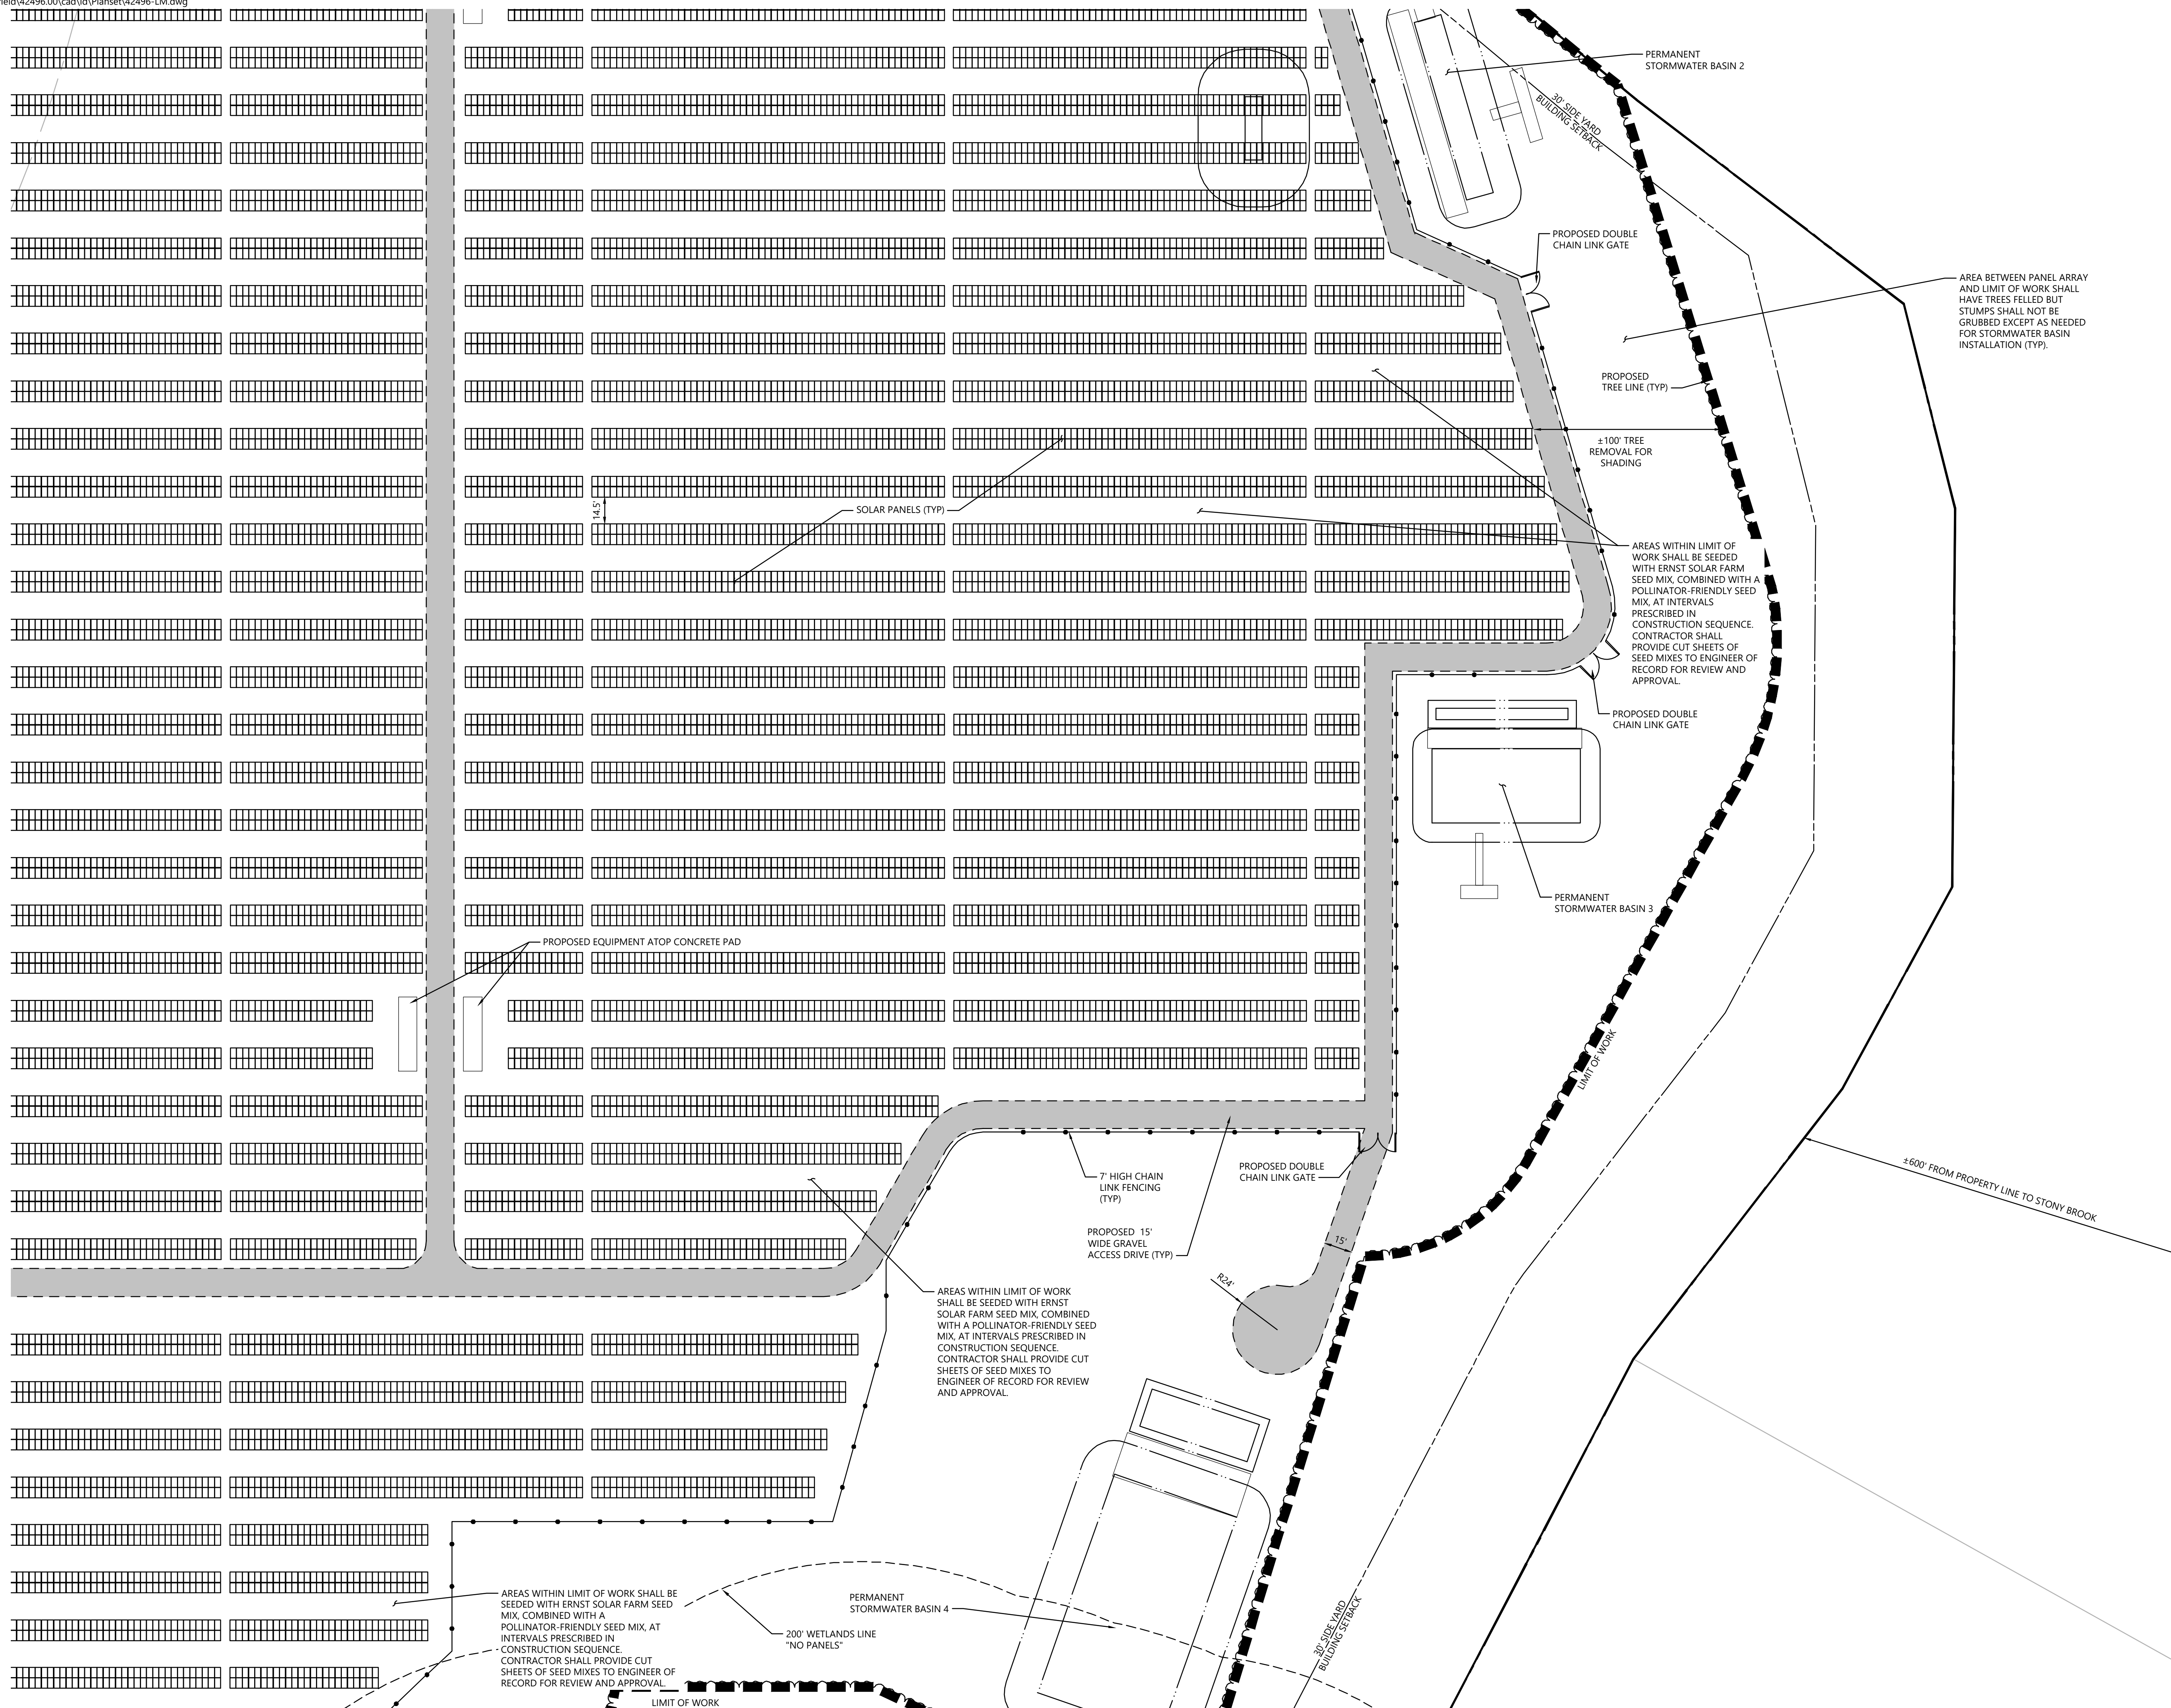 PERMANENT
STORMWATER BASIN 2
30' SIDE YARD
BUILDING SETBACK
PROPOSED DOUBLE
CHAIN LINK GATE
AREA BETWEEN PANEL ARRAY
AND LIMIT OF WORK SHALL
HAVE TREES FELLED BUT
STUMPS SHALL NOT BE
GRUBBED EXCEPT AS NEEDED
FOR STORMWATER BASIN
INSTALLATION (TYP).
PROPOSED
TREE LINE (TYP)
±100' TREE
REMOVAL FOR
SHADING
14.5'
SOLAR PANELS (TYP)
AREAS WITHIN LIMIT OF
WORK SHALL BE SEEDED
WITH ERNST SOLAR FARM
SEED MIX, COMBINED WITH A
POLLINATOR-FRIENDLY SEED
MIX, AT INTERVALS
PRESCRIBED IN
CONSTRUCTION SEQUENCE.
CONTRACTOR SHALL
PROVIDE CUT SHEETS OF
SEED MIXES TO ENGINEER OF
RECORD FOR REVIEW AND
APPROVAL.
PROPOSED DOUBLE
CHAIN LINK GATE
PERMANENT
STORMWATER BASIN 3
PROPOSED EQUIPMENT ATOP CONCRETE PAD
LIMIT OF WORK
7' HIGH CHAIN
LINK FENCING
(TYP)
PROPOSED DOUBLE
CHAIN LINK GATE
±600' FROM PROPERTY LINE TO STONY BROOK
PROPOSED 15'
WIDE GRAVEL
ACCESS DRIVE (TYP)
15'
R24'
AREAS WITHIN LIMIT OF WORK
SHALL BE SEEDED WITH ERNST
SOLAR FARM SEED MIX, COMBINED
WITH A POLLINATOR-FRIENDLY SEED
MIX, AT INTERVALS PRESCRIBED IN
CONSTRUCTION SEQUENCE.
CONTRACTOR SHALL PROVIDE CUT
SHEETS OF SEED MIXES TO
ENGINEER OF RECORD FOR REVIEW
AND APPROVAL.
AREAS WITHIN LIMIT OF WORK SHALL BE
SEEDED WITH ERNST SOLAR FARM SEED
MIX, COMBINED WITH A
POLLINATOR-FRIENDLY SEED MIX, AT
INTERVALS PRESCRIBED IN
CONSTRUCTION SEQUENCE.
CONTRACTOR SHALL PROVIDE CUT
SHEETS OF SEED MIXES TO ENGINEER OF
RECORD FOR REVIEW AND APPROVAL.
200' WETLANDS LINE
"NO PANELS"
PERMANENT
STORMWATER BASIN 4
30' SIDE YARD
BUILDING SETBACK
LIMIT OF WORK